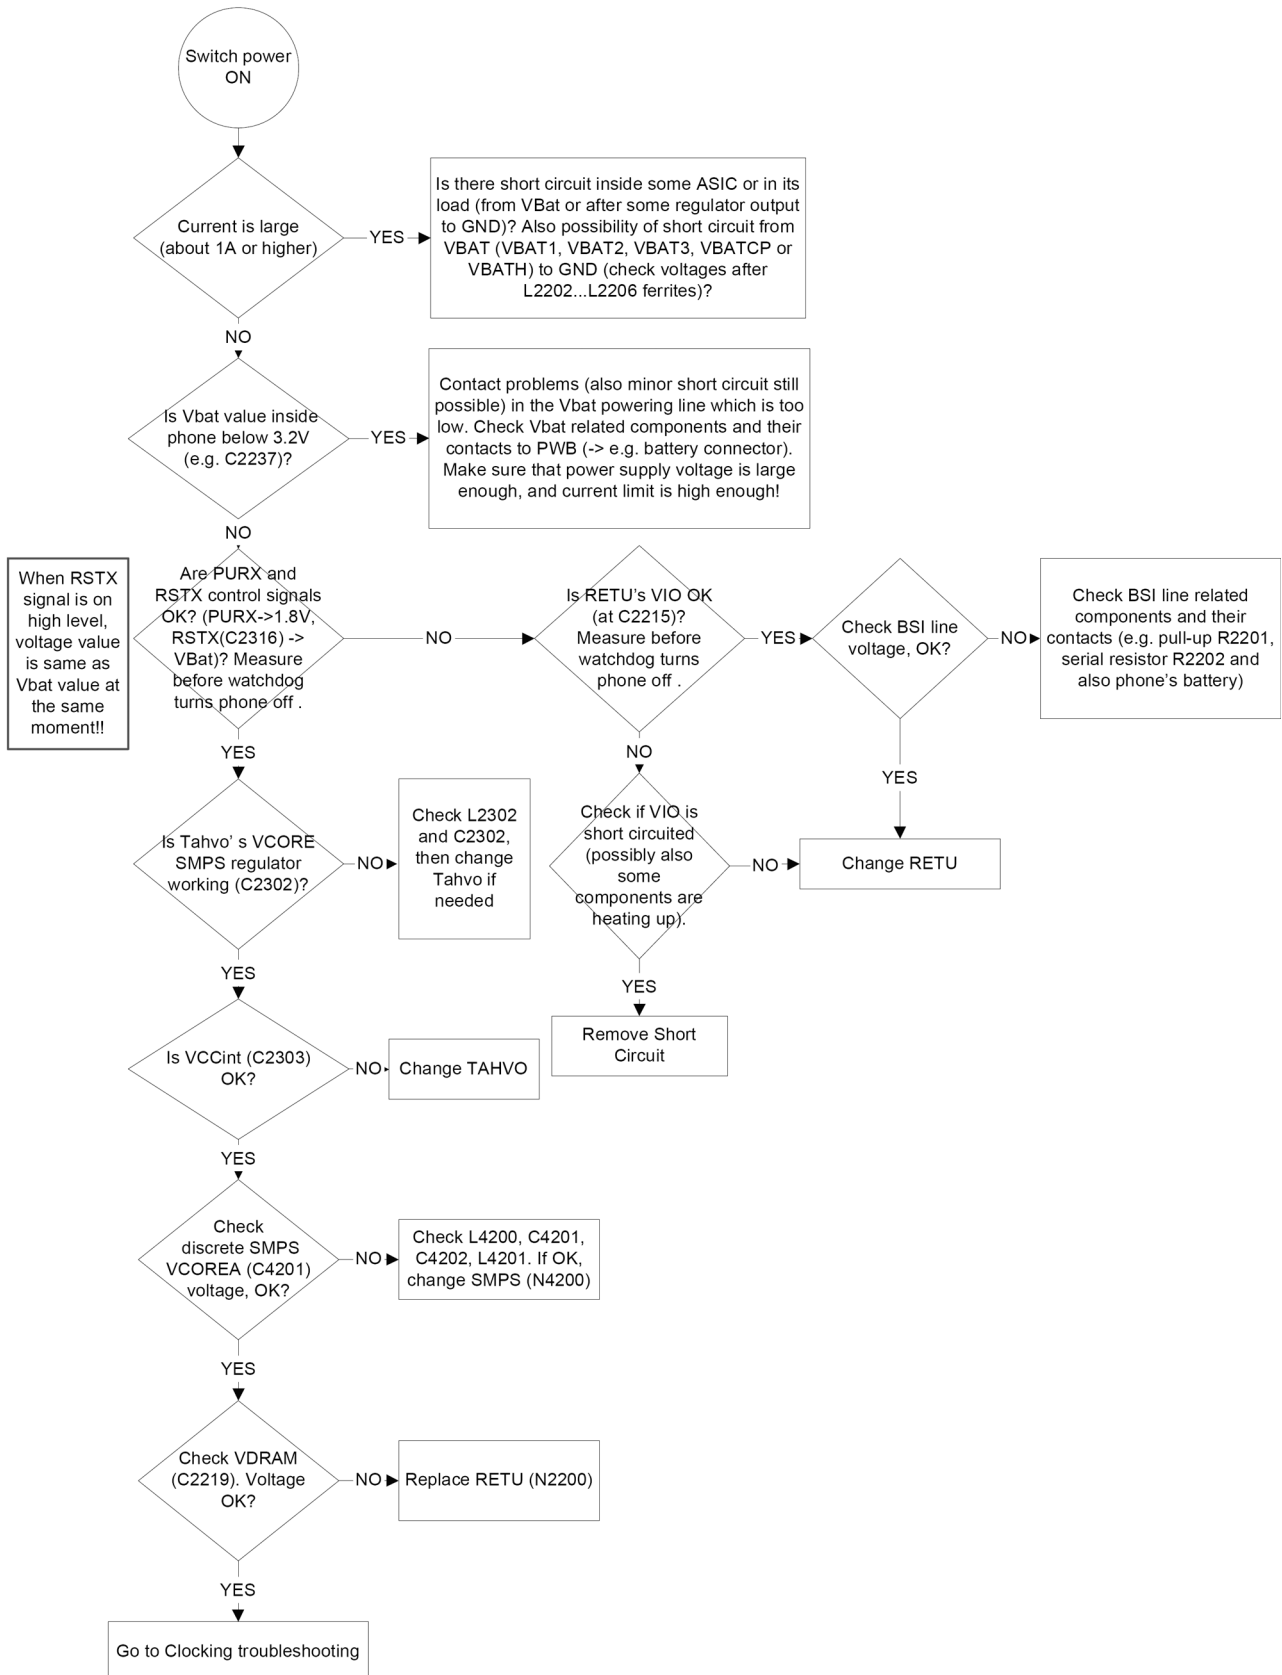 Switch power
ON
Current is large
(about 1A or higher)
YES
Is there short circuit inside some ASIC or in its
load (from VBat or after some regulator output
to GND)? Also possibility of short circuit from
VBAT (VBAT1, VBAT2, VBAT3, VBATCP or
VBATH) to GND (check voltages after
L2202...L2206 ferrites)?
NO
Is Vbat value inside
phone below 3.2V
(e.g. C2237)?
YES
Contact problems (also minor short circuit still
possible) in the Vbat powering line which is too
low. Check Vbat related components and their
contacts to PWB (-> e.g. battery connector).
Make sure that power supply voltage is large
enough, and current limit is high enough!
NO
When RSTX
signal is on
high level,
voltage value
is same as
Vbat value at
the same
moment!!
Are PURX and
RSTX control signals
OK? (PURX->1.8V,
RSTX(C2316) ->
VBat)? Measure
before watchdog
turns phone off .
NO
Is RETU's VIO OK
(at C2215)?
Measure before
watchdog turns
phone off .
YES
Check BSI line
voltage, OK?
NO
Check BSI line related
components and their
contacts (e.g. pull-up R2201,
serial resistor R2202 and
also phone's battery)
YES
NO
YES
Is Tahvo' s VCORE
SMPS regulator
working (C2302)?
NO
Check L2302
and C2302,
then change
Tahvo if
needed
Check if VIO is
short circuited
(possibly also
some
components are
heating up).
NO
Change RETU
YES
YES
Remove Short
Circuit
Is VCCint (C2303)
OK?
NO
Change TAHVO
YES
Check
discrete SMPS
VCOREA (C4201)
voltage, OK?
NO
Check L4200, C4201,
C4202, L4201. If OK,
change SMPS (N4200)
YES
Check VDRAM
(C2219). Voltage
OK?
NO
Replace RETU (N2200)
YES
Go to Clocking troubleshooting